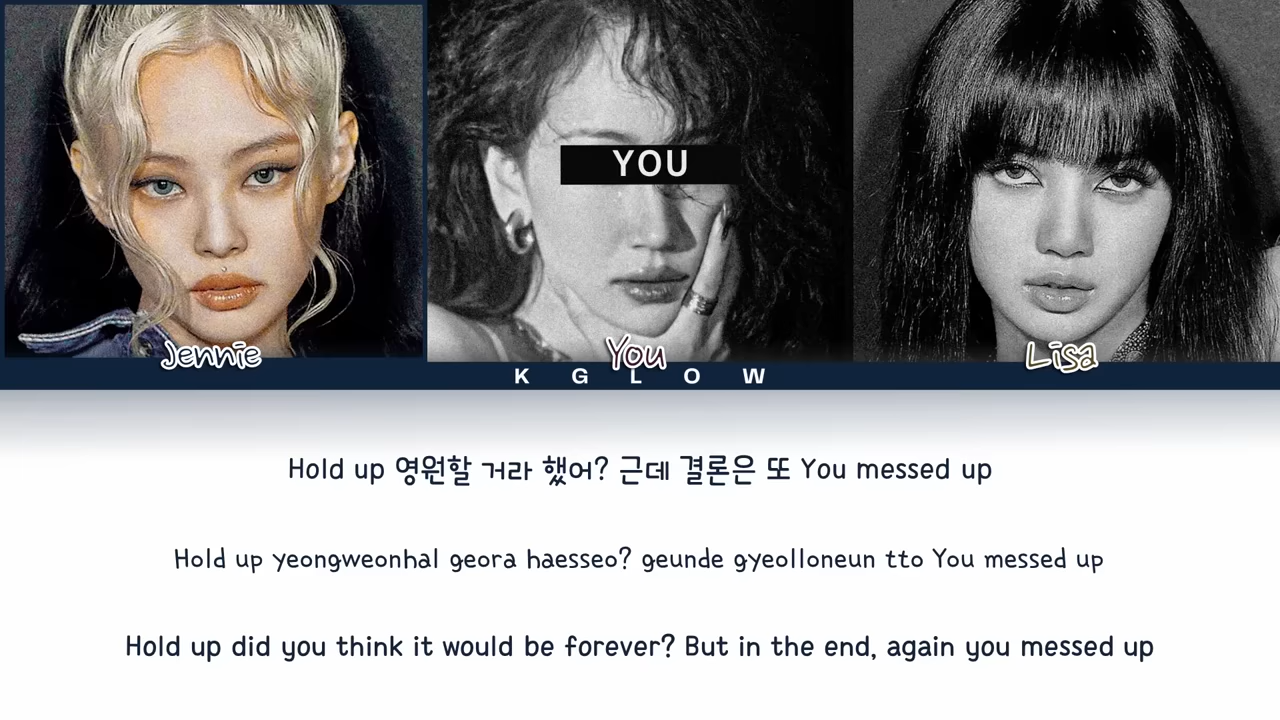 YOU
Jennie
You
Lisa
K G L O W
Hold up 영원할 거라 했어? 근데 결론은 또 You messed up
Hold up yeongweonhal geora haesseo? geunde gyeolloneun tto You messed up
Hold up did you think it would be forever? But in the end, again you messed up